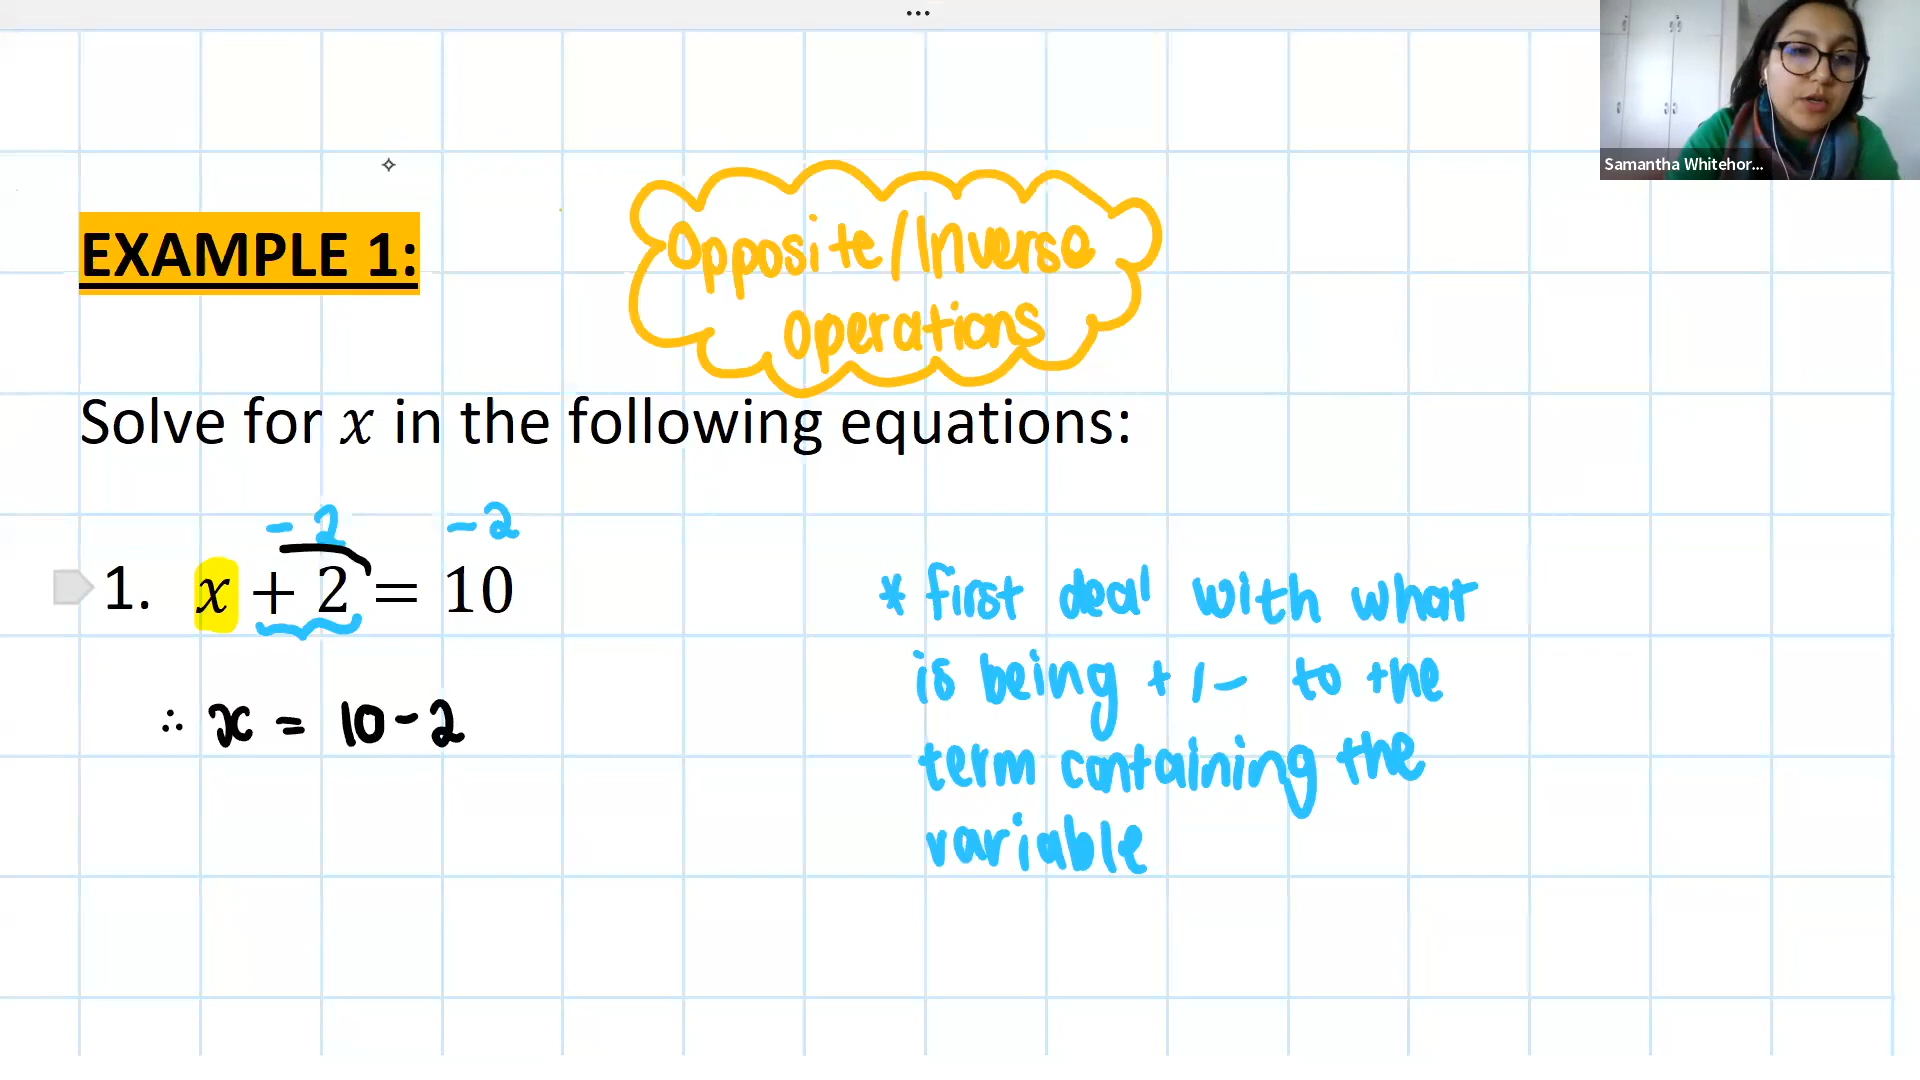 ...
Samantha Whitehor...
EXAMPLE 1:
Opposite/Inverse
operations
Solve for x in the following equations:
-2 -2
1. x + 2 = 10
∴ x = 10-2
* first deal with what
is being +/- to the
term containing the
variable